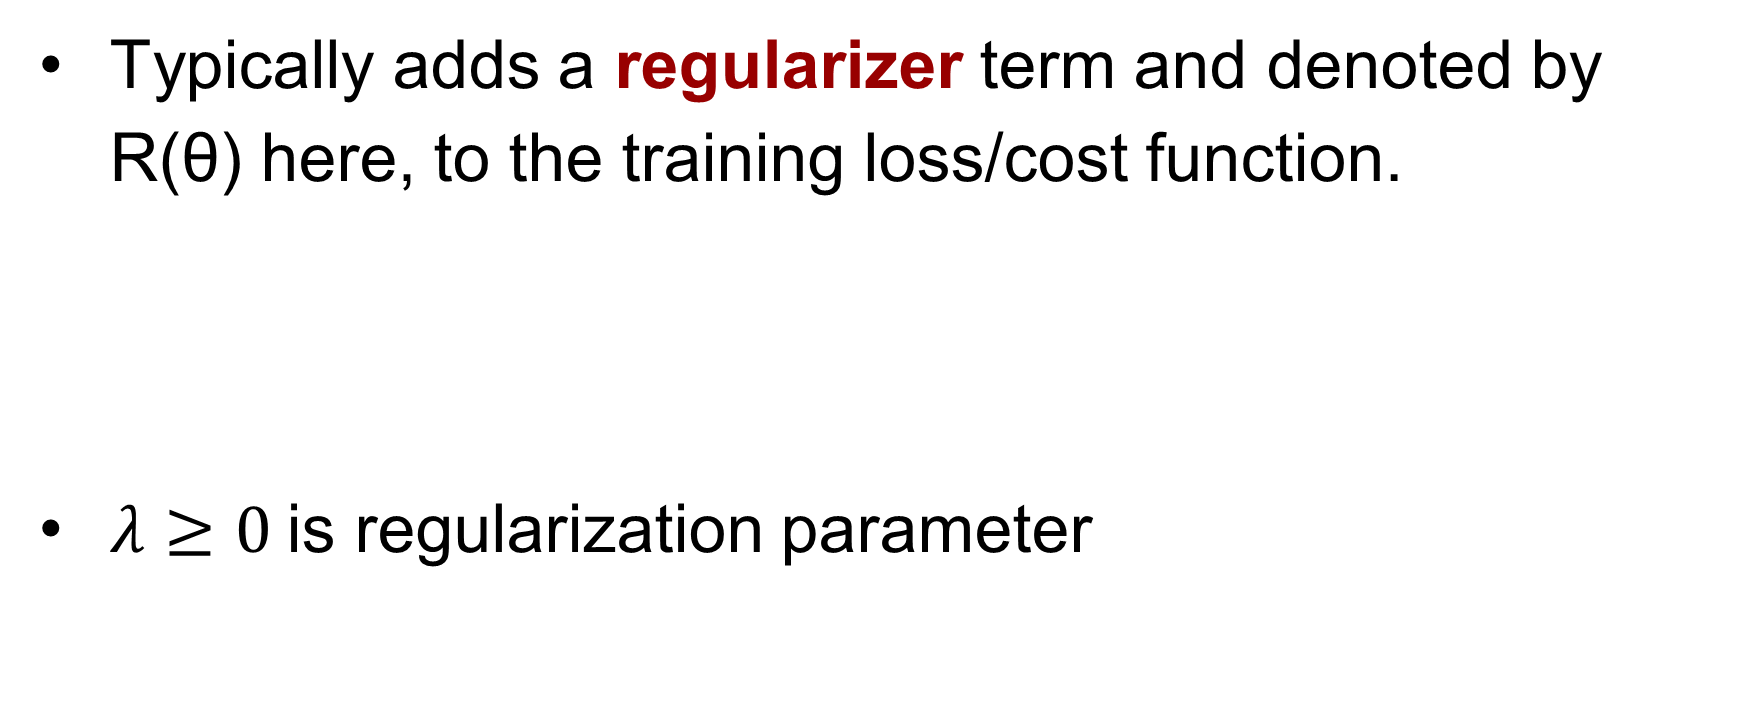 • Typically adds a regularizer term and denoted by
R(θ) here, to the training loss/cost function.
• λ ≥ 0 is regularization parameter